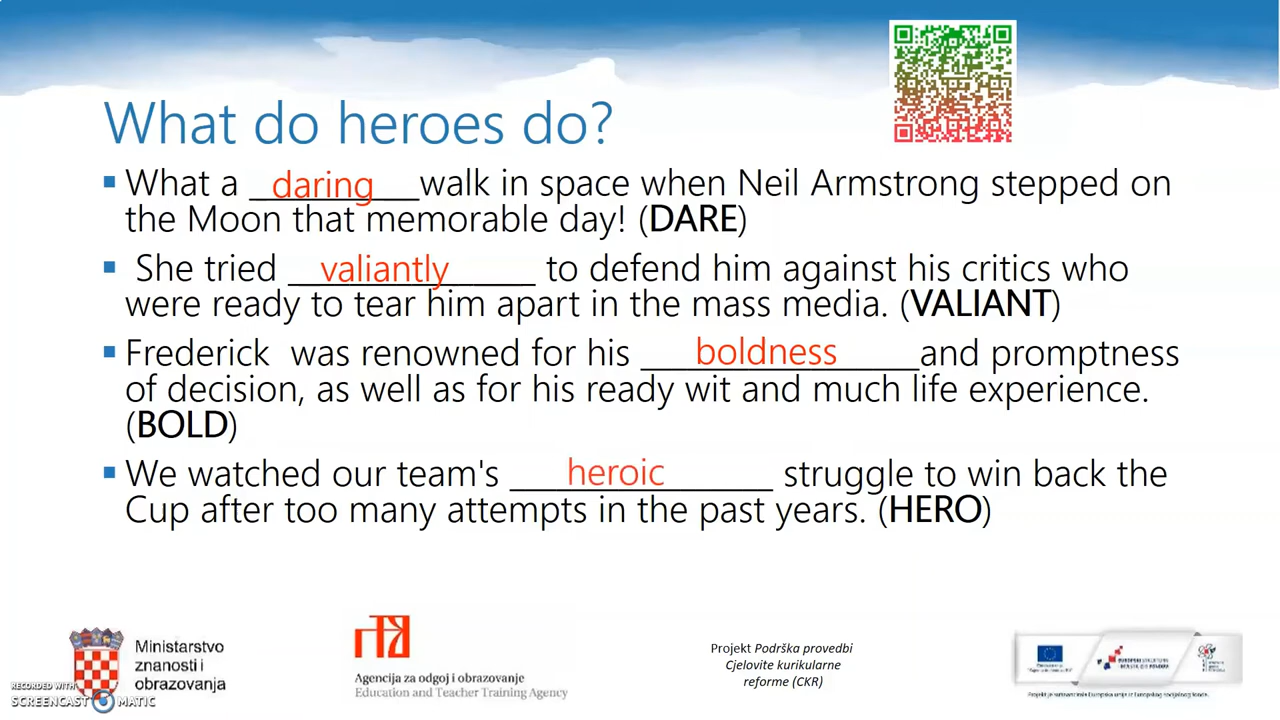 What do heroes do?
What a __daring__walk in space when Neil Armstrong stepped on
the Moon that memorable day! (DARE)
She tried __valiantly__ to defend him against his critics who
were ready to tear him apart in the mass media. (VALIANT)
Frederick was renowned for his __boldness__and promptness
of decision, as well as for his ready wit and much life experience.
(BOLD)
We watched our team's __heroic__ struggle to win back the
Cup after too many attempts in the past years. (HERO)
Ministarstvo
znanosti i
obrazovanja
RECORDED WITH
SCREENCAST MATIC
Agencija za odgoj i obrazovanje
Education and Teacher Training Agency
Projekt Podrška provedbi
Cjelovite kurikularne
reforme (CKR)